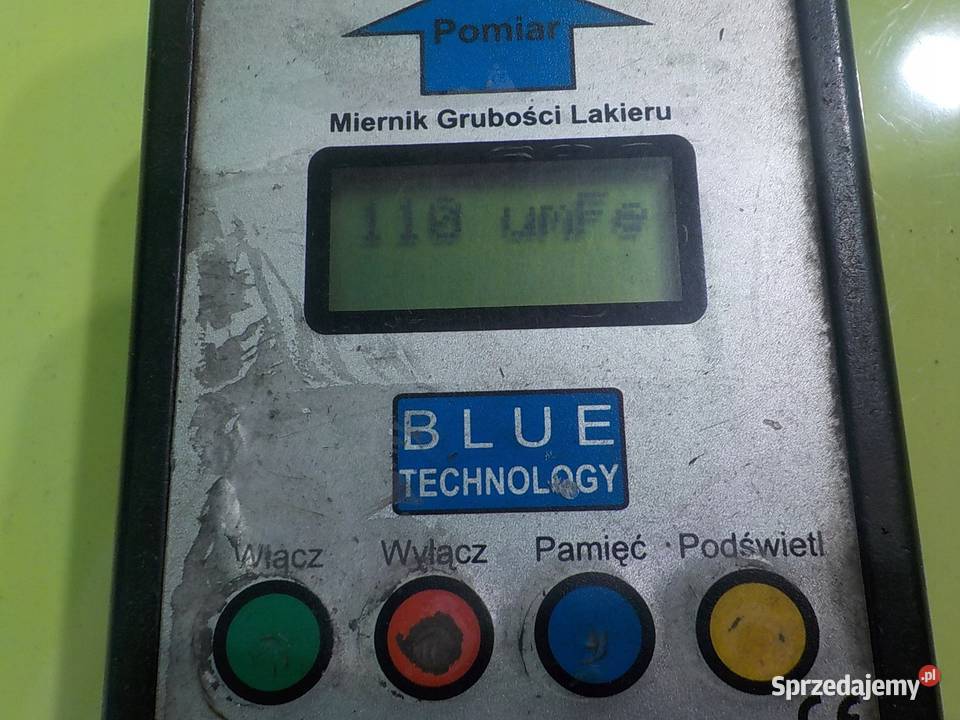 Pomiar
Miernik Grubości Lakieru
110 umFe
BLUE
TECHNOLOGY
Włącz Wyłącz Pamięć Podświetl
Sprzedajemy.pl